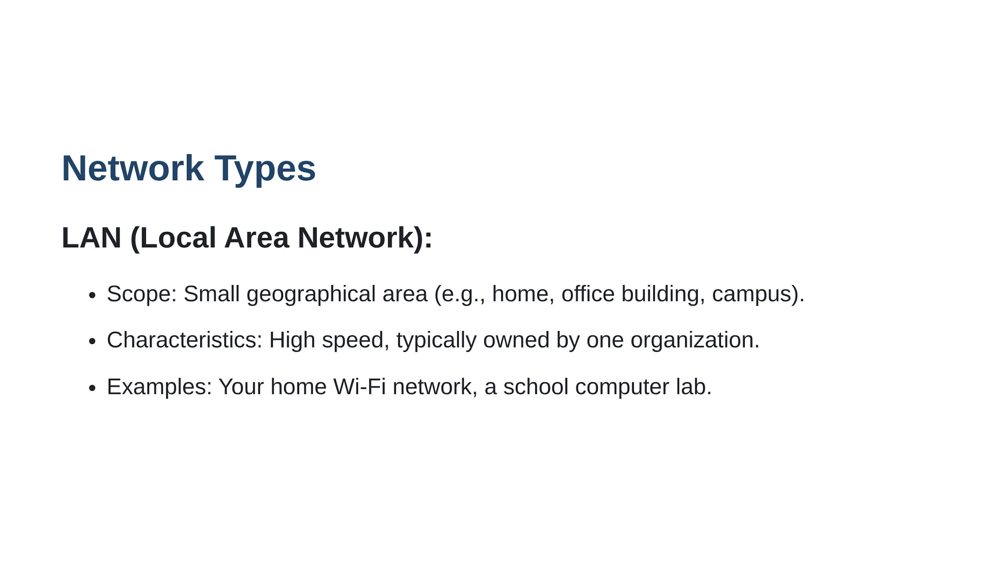 Network Types
LAN (Local Area Network):
• Scope: Small geographical area (e.g., home, office building, campus).
• Characteristics: High speed, typically owned by one organization.
• Examples: Your home Wi-Fi network, a school computer lab.